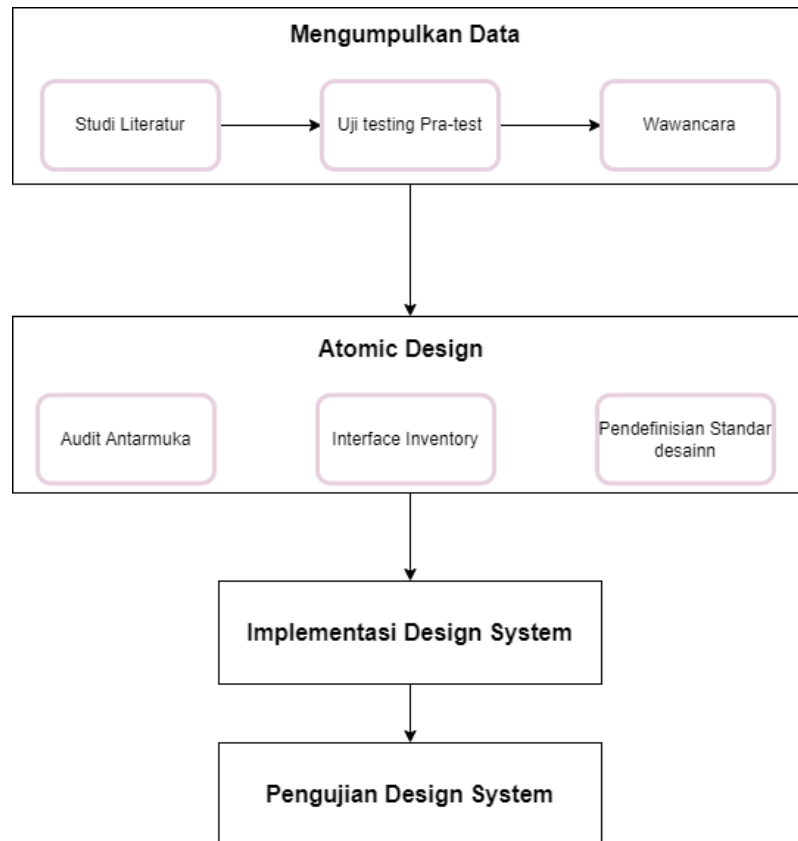 Mengumpulkan Data
Studi Literatur
Uji testing Pra-test
Wawancara
Atomic Design
Audit Antarmuka
Interface Inventory
Pendefinisian Standar
desainn
Implementasi Design System
Pengujian Design System